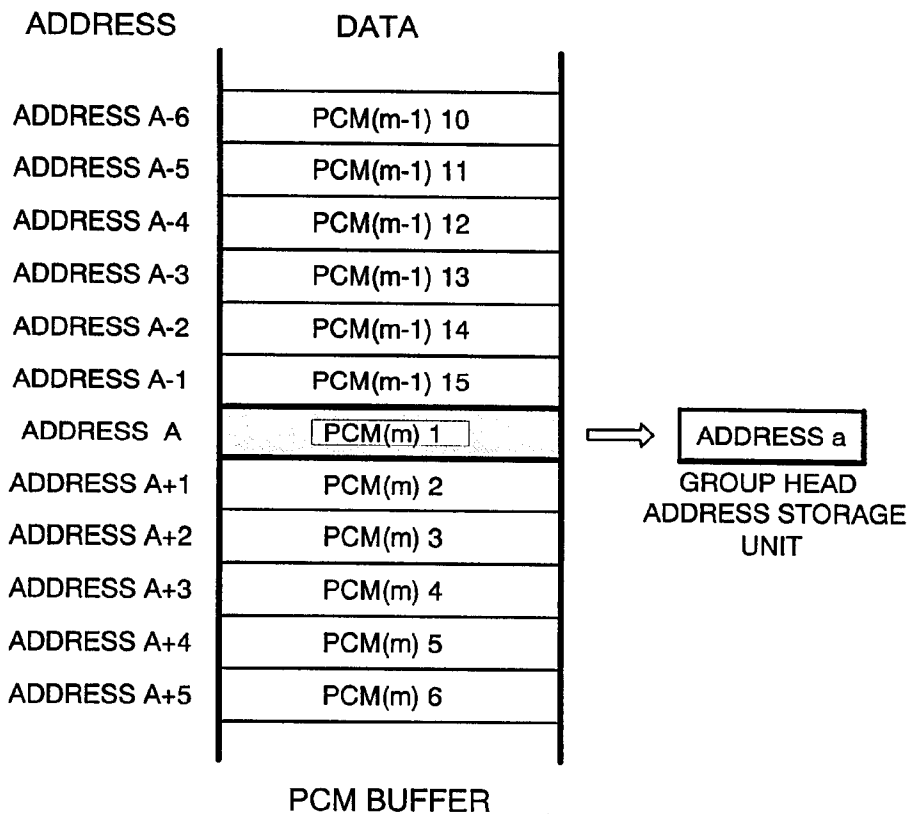 ADDRESS DATA
ADDRESS A-6 PCM(m-1) 10
ADDRESS A-5 PCM(m-1) 11
ADDRESS A-4 PCM(m-1) 12
ADDRESS A-3 PCM(m-1) 13
ADDRESS A-2 PCM(m-1) 14
ADDRESS A-1 PCM(m-1) 15
ADDRESS A PCM(m) 1 ADDRESS a
ADDRESS A+1 PCM(m) 2
GROUP HEAD
ADDRESS STORAGE
UNIT
ADDRESS A+2 PCM(m) 3
ADDRESS A+3 PCM(m) 4
ADDRESS A+4 PCM(m) 5
ADDRESS A+5 PCM(m) 6
PCM BUFFER